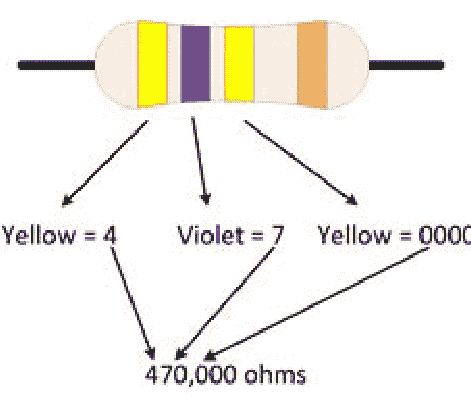 Yellow = 4 Violet = 7 Yellow = 0000
470,000 ohms